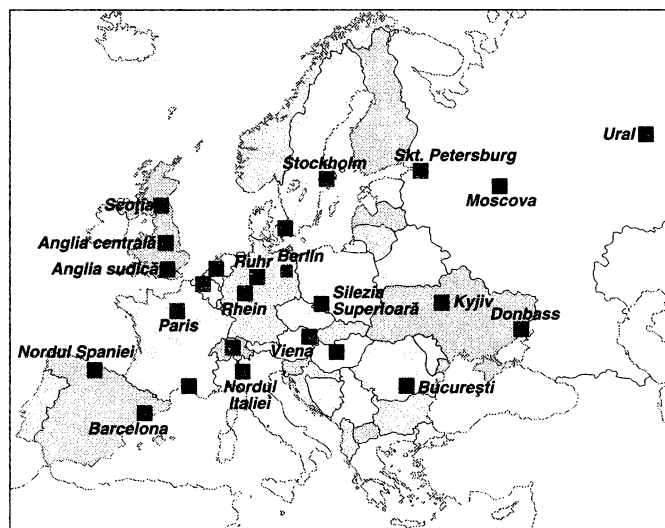 Ural
Stockholm
Skt. Petersburg
Moscova
Scoția
Anglia centrală
Anglia sudică
Ruhr
Berlin
Rhein
Silezia
Superioară
Kyjiv
Donbass
Paris
Viena
Nordul Spaniei
Nordul
Italiei
București
Barcelona